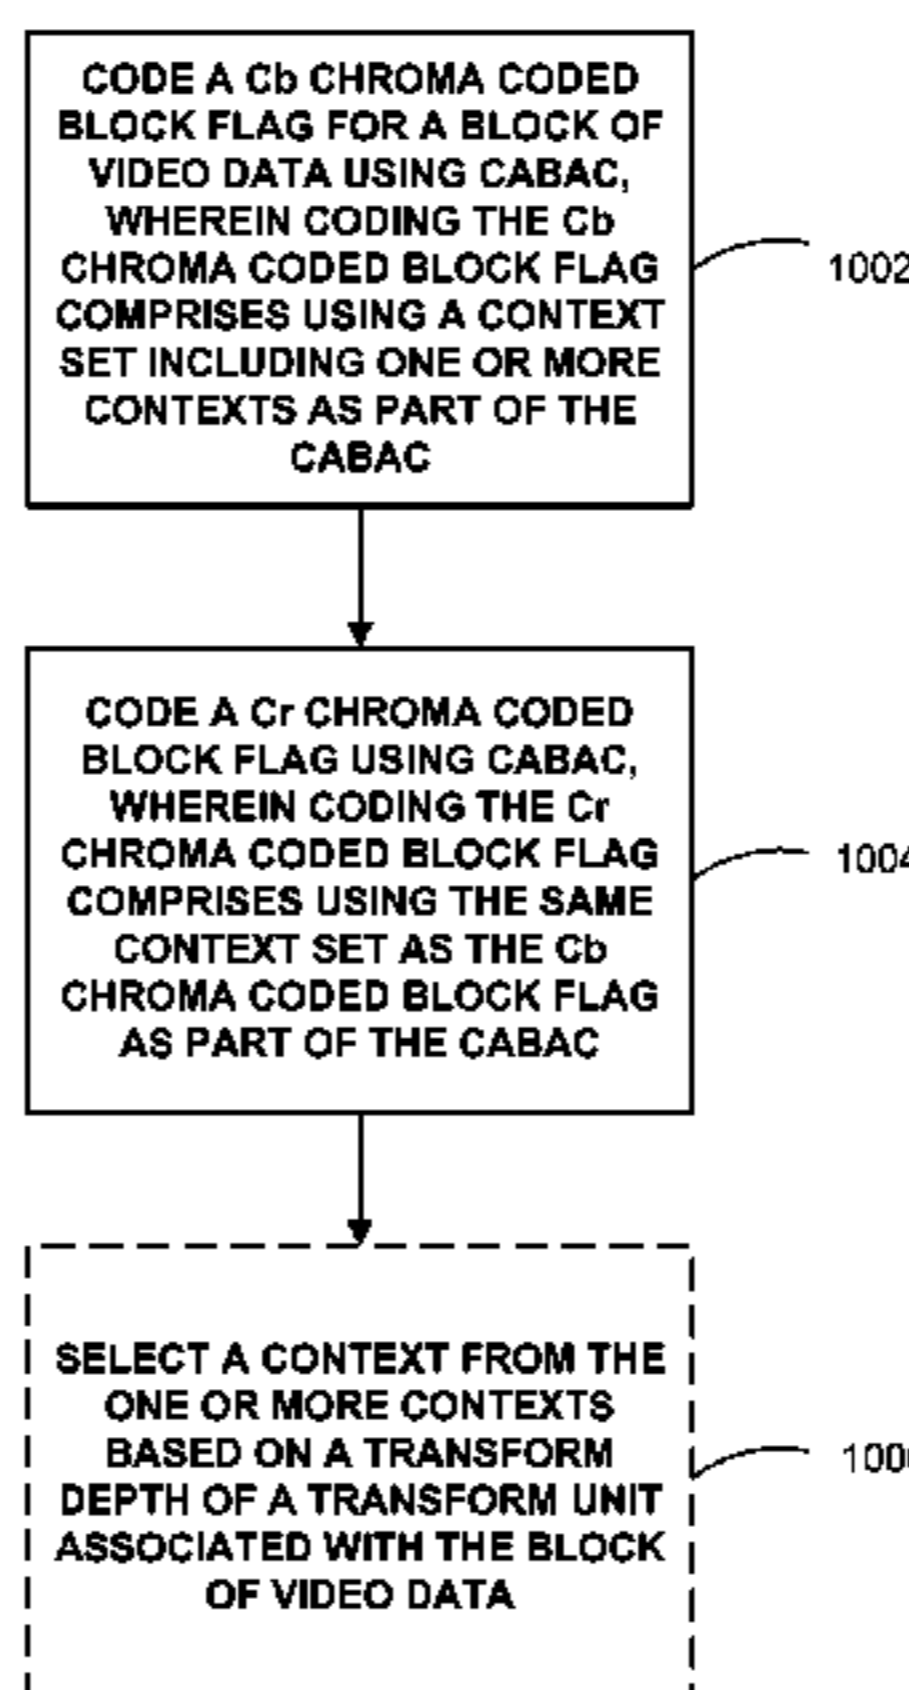 CODE A Cb CHROMA CODED
BLOCK FLAG FOR A BLOCK OF
VIDEO DATA USING CABAC,
WHEREIN CODING THE Cb
CHROMA CODED BLOCK FLAG
COMPRISES USING A CONTEXT
SET INCLUDING ONE OR MORE
CONTEXTS AS PART OF THE
CABAC
1002
CODE A Cr CHROMA CODED
BLOCK FLAG USING CABAC,
WHEREIN CODING THE Cr
CHROMA CODED BLOCK FLAG
COMPRISES USING THE SAME
CONTEXT SET AS THE Cb
CHROMA CODED BLOCK FLAG
AS PART OF THE CABAC
1004
SELECT A CONTEXT FROM THE
ONE OR MORE CONTEXTS
BASED ON A TRANSFORM
DEPTH OF A TRANSFORM UNIT
ASSOCIATED WITH THE BLOCK
OF VIDEO DATA